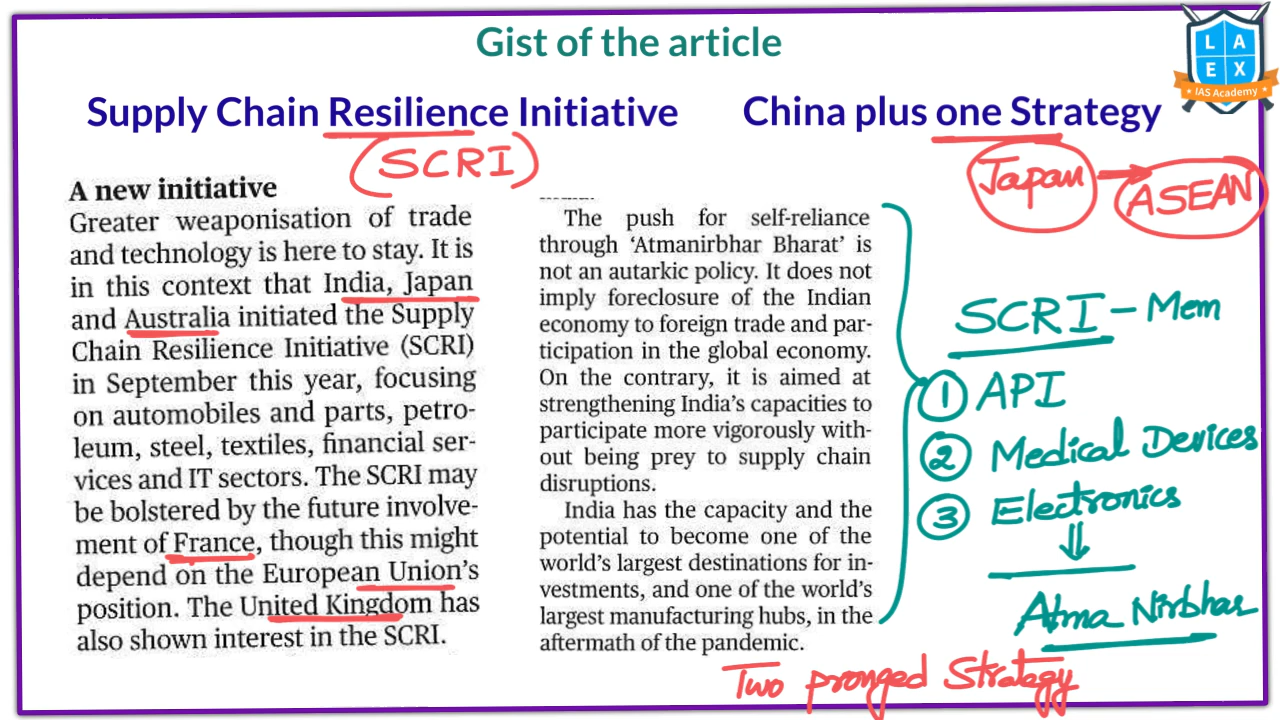 Gist of the article
L A
E X
IAS Academy
Supply Chain Resilience Initiative
China plus one Strategy
(SCRI)
Japan → ASEAN
A new initiative
Greater weaponisation of trade
and technology is here to stay. It is
in this context that India, Japan
and Australia initiated the Supply
Chain Resilience Initiative (SCRI)
in September this year, focusing
on automobiles and parts, petro-
leum, steel, textiles, financial ser-
vices and IT sectors. The SCRI may
be bolstered by the future involve-
ment of France, though this might
depend on the European Union's
position. The United Kingdom has
also shown interest in the SCRI.
The push for self-reliance
through 'Atmanirbhar Bharat' is
not an autarkic policy. It does not
imply foreclosure of the Indian
economy to foreign trade and par-
ticipation in the global economy.
On the contrary, it is aimed at
strengthening India's capacities to
participate more vigorously with-
out being prey to supply chain
disruptions.
India has the capacity and the
potential to become one of the
world's largest destinations for in-
vestments, and one of the world's
largest manufacturing hubs, in the
aftermath of the pandemic.
SCRI - Mem
1 API
2 Medical Devices
3 Electronics
Atma Nirbhar
Two pronged Strategy